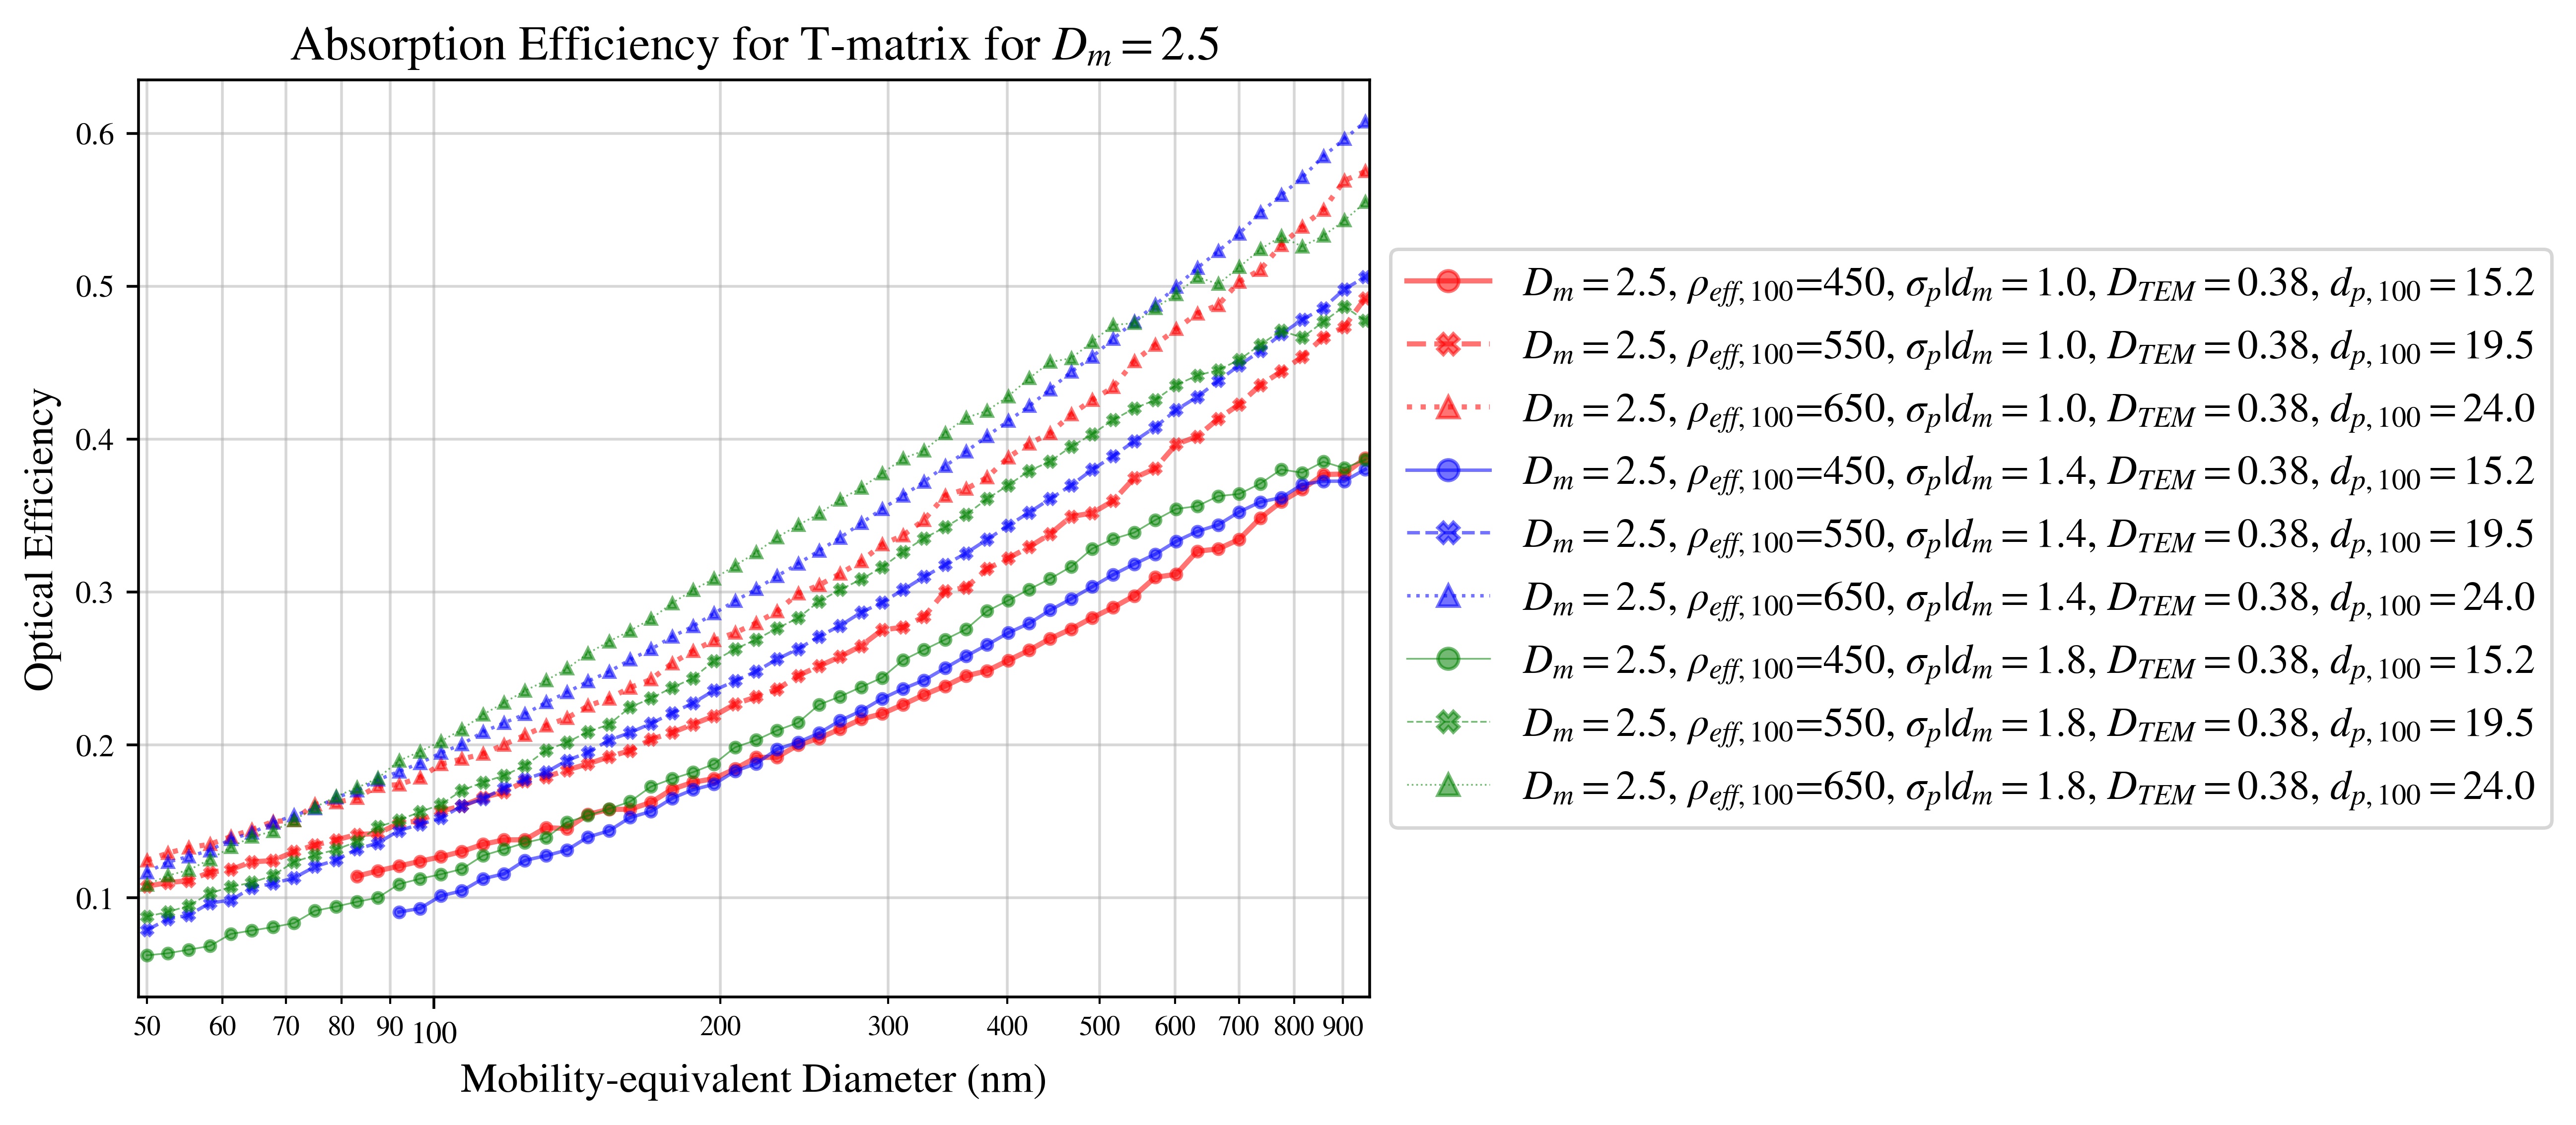 Absorption Efficiency for T-matrix for Dₘ = 2.5
0.6
0.5
0.4
0.3
0.2
0.1
Optical Efficiency
50 60 70 80 90 100 200 300 400 500 600 700 800 900
Mobility-equivalent Diameter (nm)
D_m = 2.5, ρ_eff,100=450, σ_p|d_m = 1.0, D_TEM = 0.38, d_p,100 = 15.2
D_m = 2.5, ρ_eff,100=550, σ_p|d_m = 1.0, D_TEM = 0.38, d_p,100 = 19.5
D_m = 2.5, ρ_eff,100=650, σ_p|d_m = 1.0, D_TEM = 0.38, d_p,100 = 24.0
D_m = 2.5, ρ_eff,100=450, σ_p|d_m = 1.4, D_TEM = 0.38, d_p,100 = 15.2
D_m = 2.5, ρ_eff,100=550, σ_p|d_m = 1.4, D_TEM = 0.38, d_p,100 = 19.5
D_m = 2.5, ρ_eff,100=650, σ_p|d_m = 1.4, D_TEM = 0.38, d_p,100 = 24.0
D_m = 2.5, ρ_eff,100=450, σ_p|d_m = 1.8, D_TEM = 0.38, d_p,100 = 15.2
D_m = 2.5, ρ_eff,100=550, σ_p|d_m = 1.8, D_TEM = 0.38, d_p,100 = 19.5
D_m = 2.5, ρ_eff,100=650, σ_p|d_m = 1.8, D_TEM = 0.38, d_p,100 = 24.0